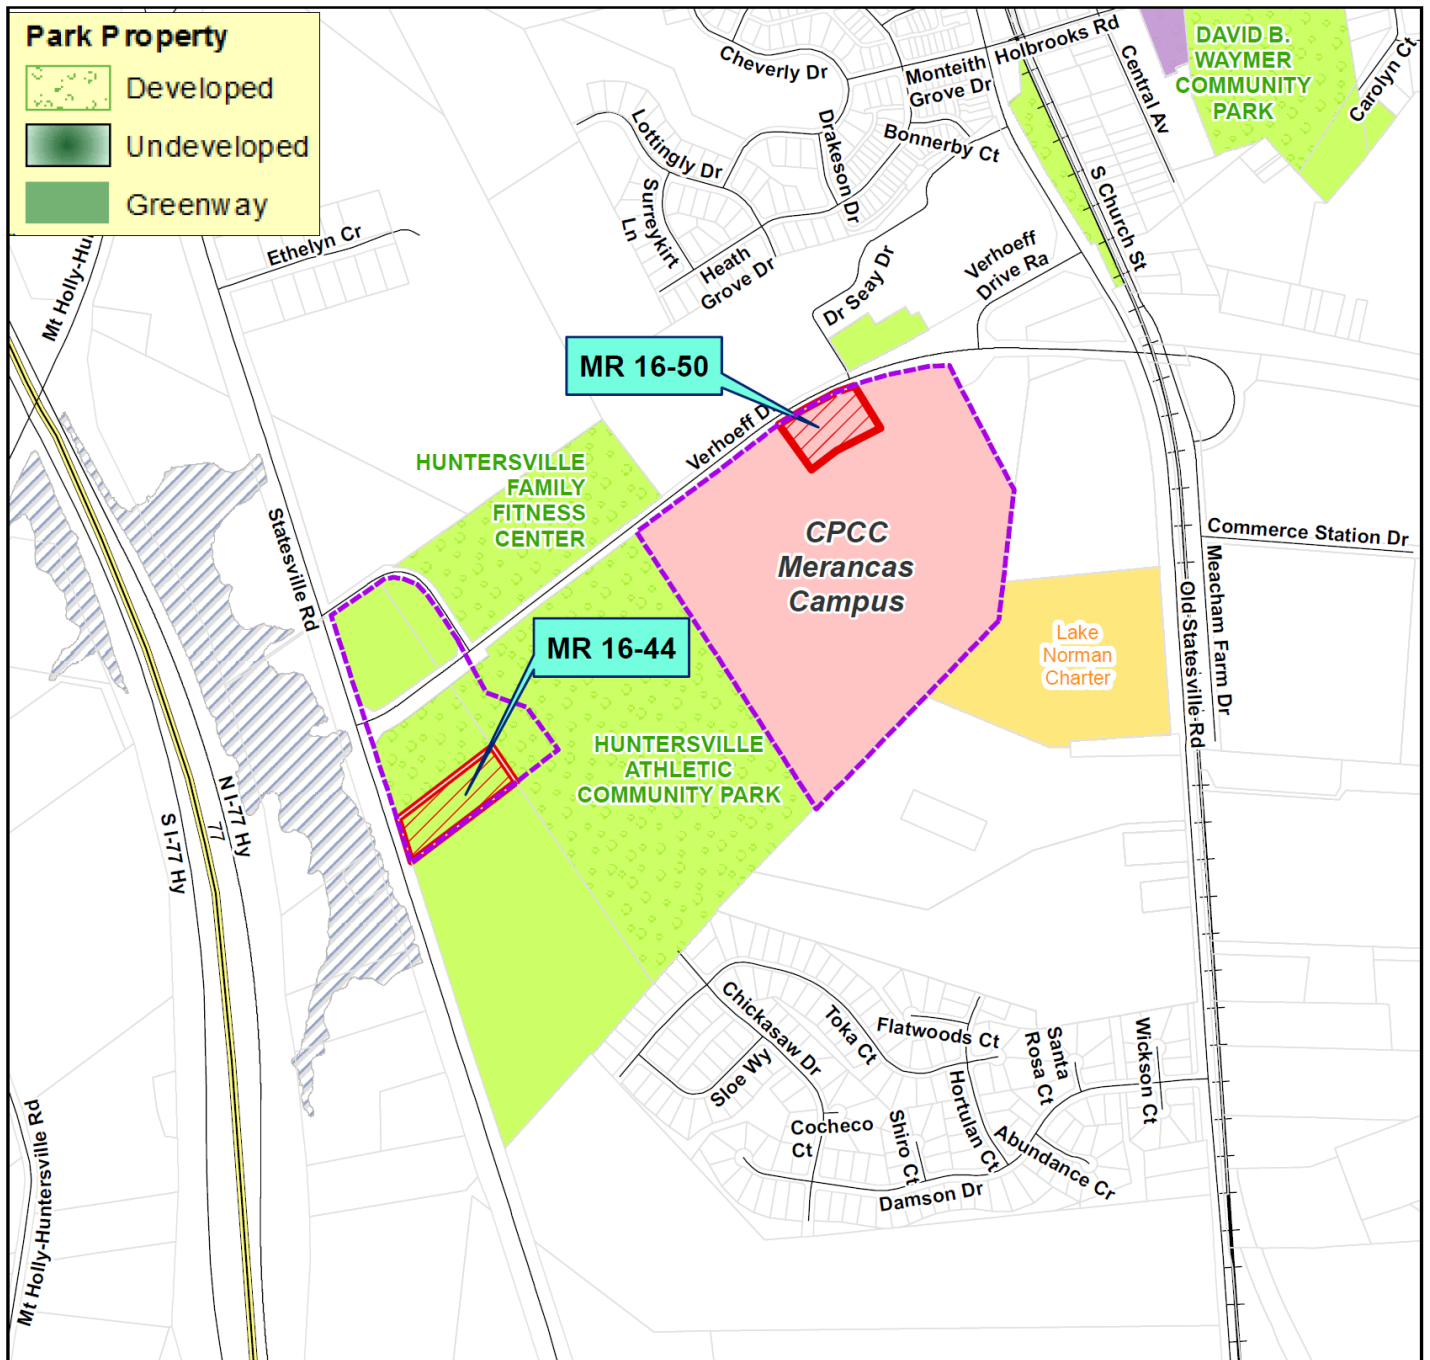 Park Property
Developed
Undeveloped
Greenway
DAVID B.
WAYMER
COMMUNITY
PARK
Carolyn Ct
Central Av
Holbrooks Rd
Monteith
Grove Dr
Cheverly Dr
Lottingly Dr
Drakeson Dr
Bonnerby Ct
S Church St
Surreykirt
Ln
Heath
Grove Dr
Dr Seay Dr
Verhoeff
Drive Ra
Ethelyn Cr
Mt Holly-Hu
MR 16-50
Verhoeff D
HUNTERSVILLE
FAMILY
FITNESS
CENTER
Statesville Rd
CPCC
Merancas
Campus
Commerce Station Dr
Meacham Farm Dr
Old-Statesville-Rd
Lake
Norman
Charter
MR 16-44
HUNTERSVILLE
ATHLETIC
COMMUNITY PARK
N I-77 Hy
77
S I-77 Hy
Chickasaw Dr
Toka Ct
Flatwoods Ct
Santa
Rosa Ct
Wickson Ct
Sloe Wy
Hortulan Ct
Cocheco
Ct
Shiro Ct
Abundance Cr
Damson Dr
Mt Holly-Huntersville Rd